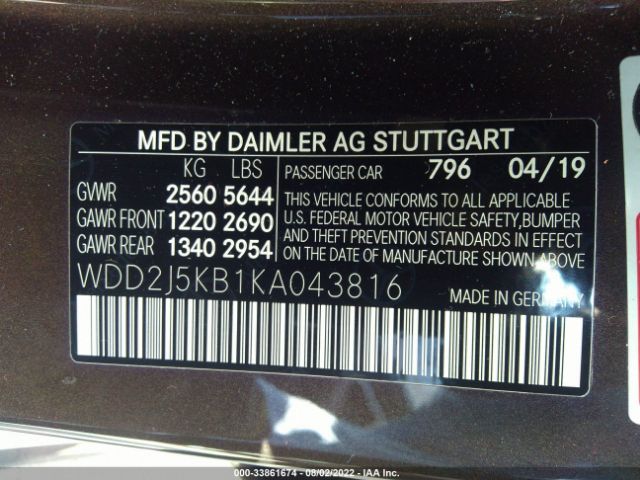 MFD BY DAIMLER AG STUTTGART
KG LBS PASSENGER CAR 796 04/19
GVWR 2560 5644
GAWR FRONT 1220 2690
GAWR REAR 1340 2954
THIS VEHICLE CONFORMS TO ALL APPLICABLE
U.S. FEDERAL MOTOR VEHICLE SAFETY,BUMPER
AND THEFT PREVENTION STANDARDS IN EFFECT
ON THE DATE OF MANUFACTURE SHOWN ABOVE
WDD2J5KB1KA043816 MADE IN GERMANY
000-33861674 - 08/02/2022 - IAA Inc.